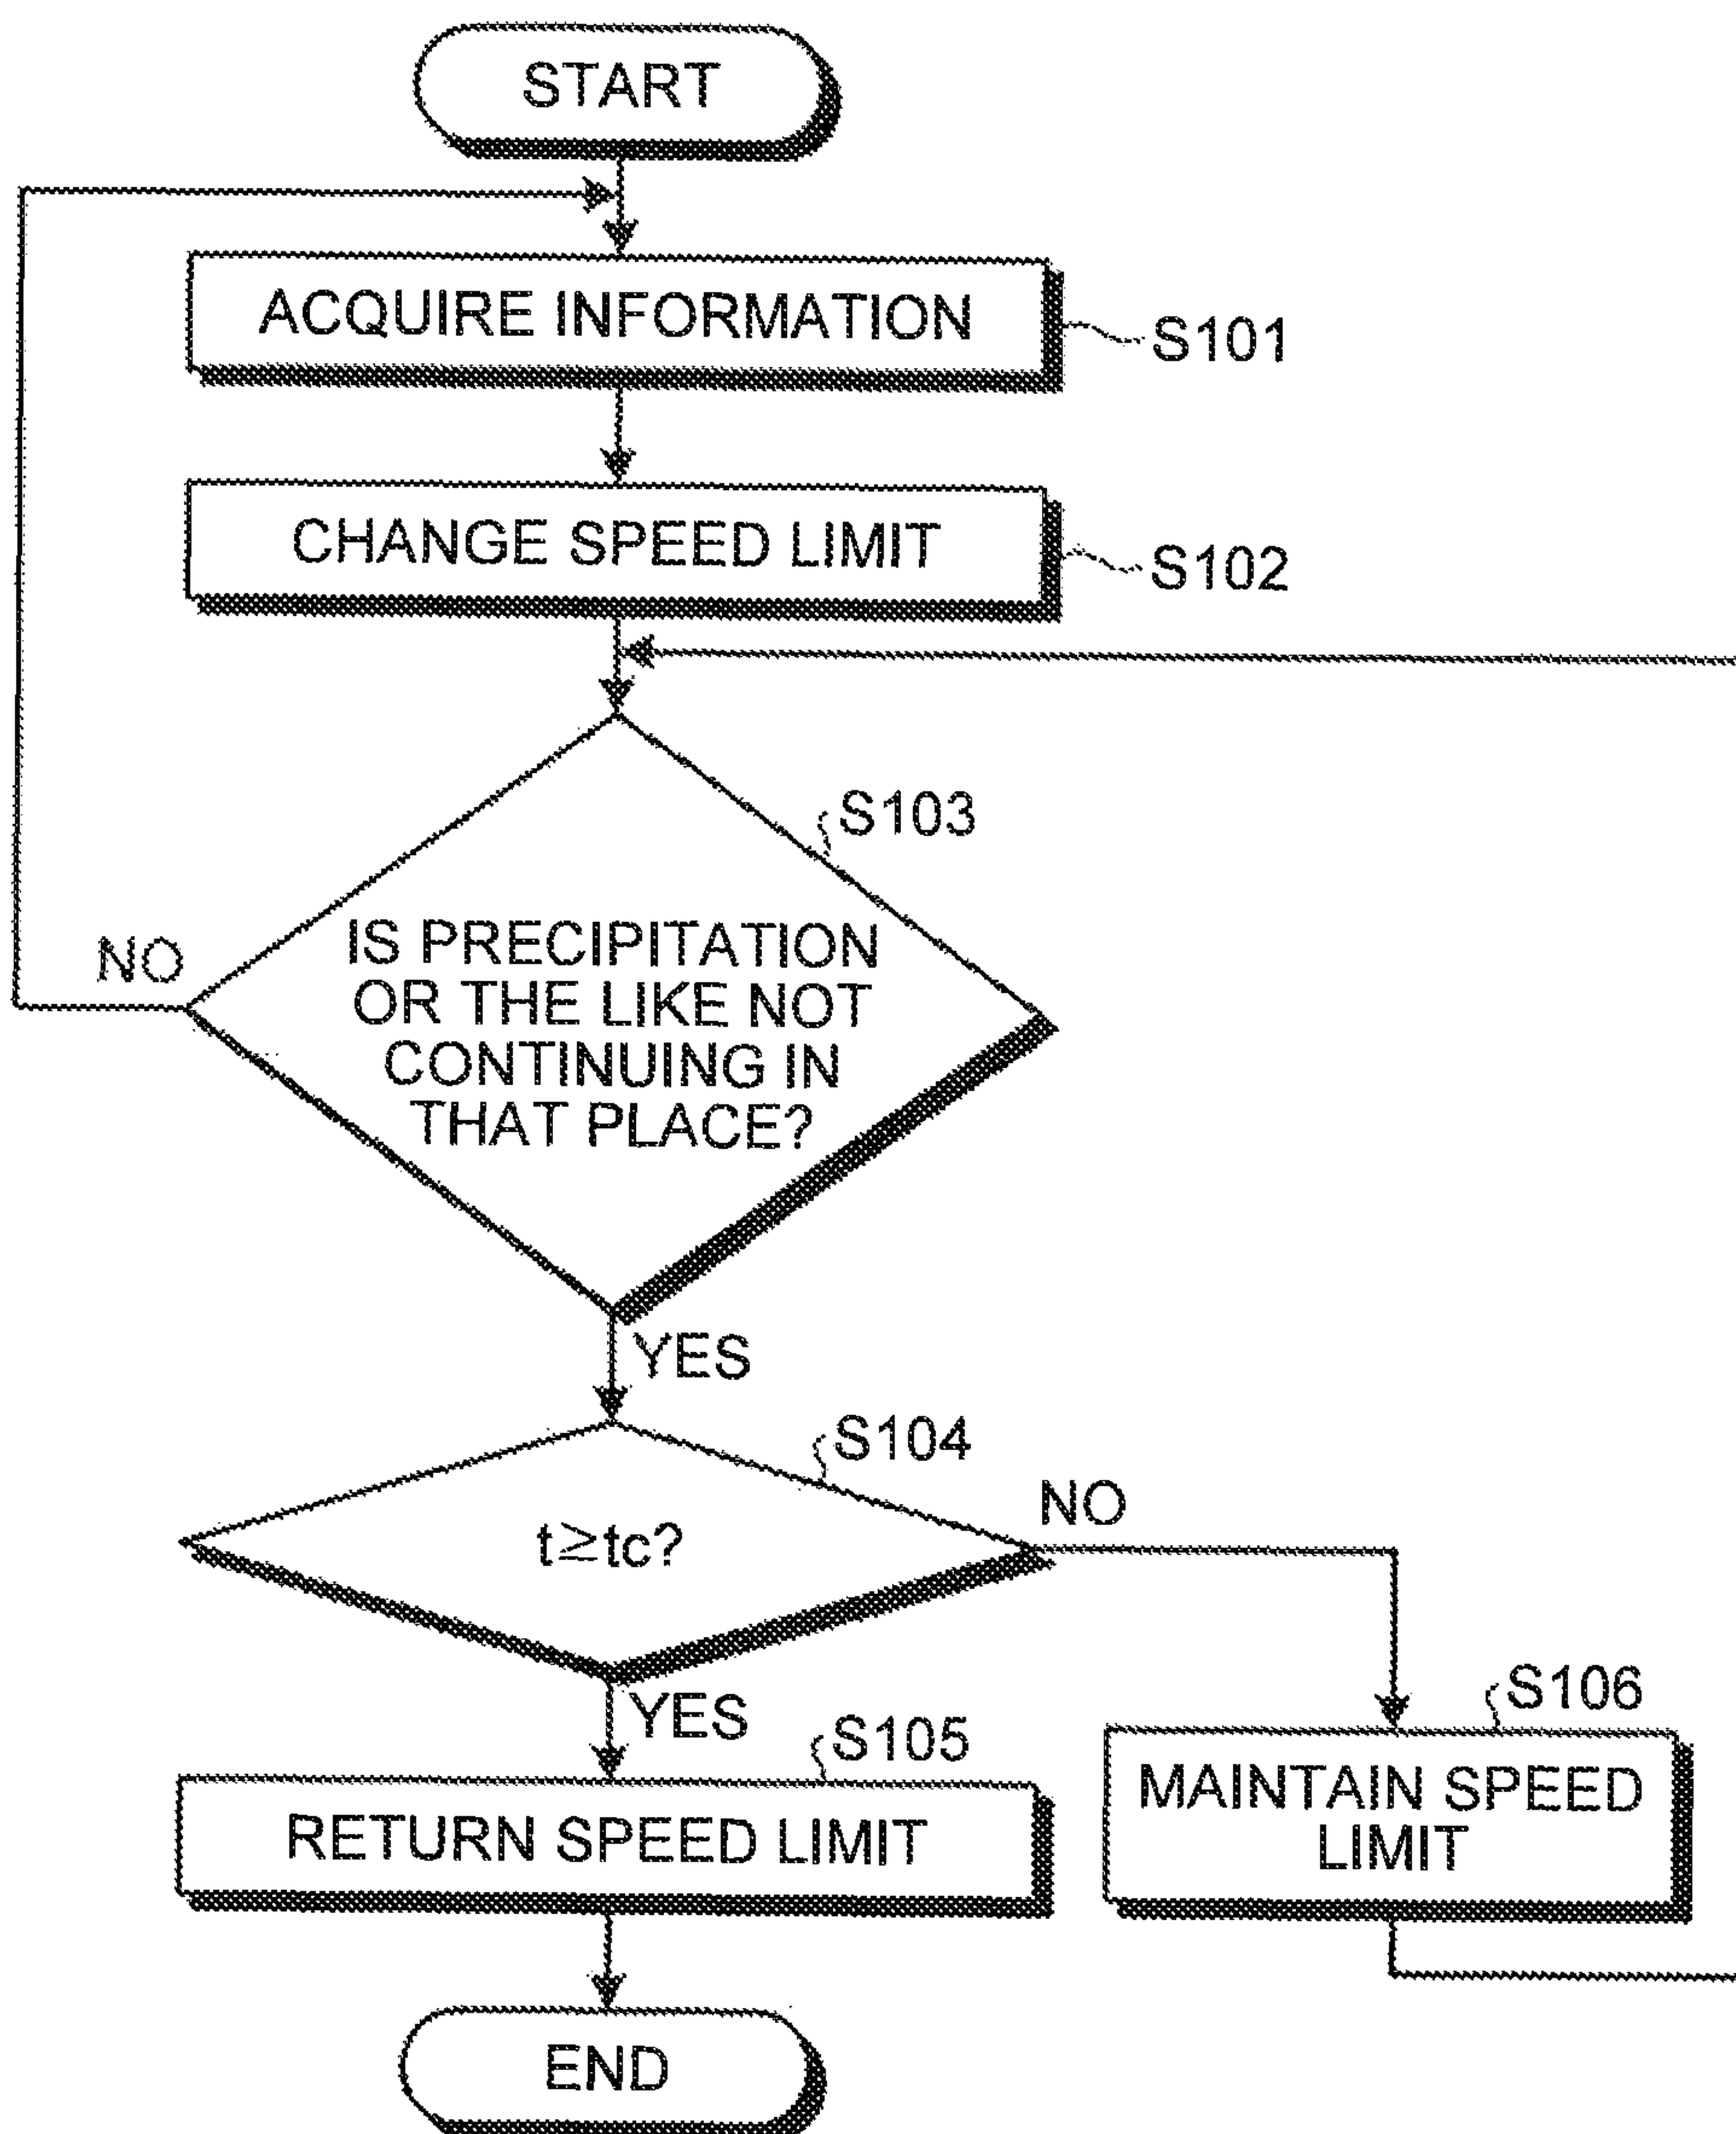 START
ACQUIRE INFORMATION
S101
CHANGE SPEED LIMIT
S102
S103
IS PRECIPITATION
OR THE LIKE NOT
CONTINUING IN
THAT PLACE?
NO
YES
S104
t≥tc?
NO
YES
S105
RETURN SPEED LIMIT
S106
MAINTAIN SPEED
LIMIT
END